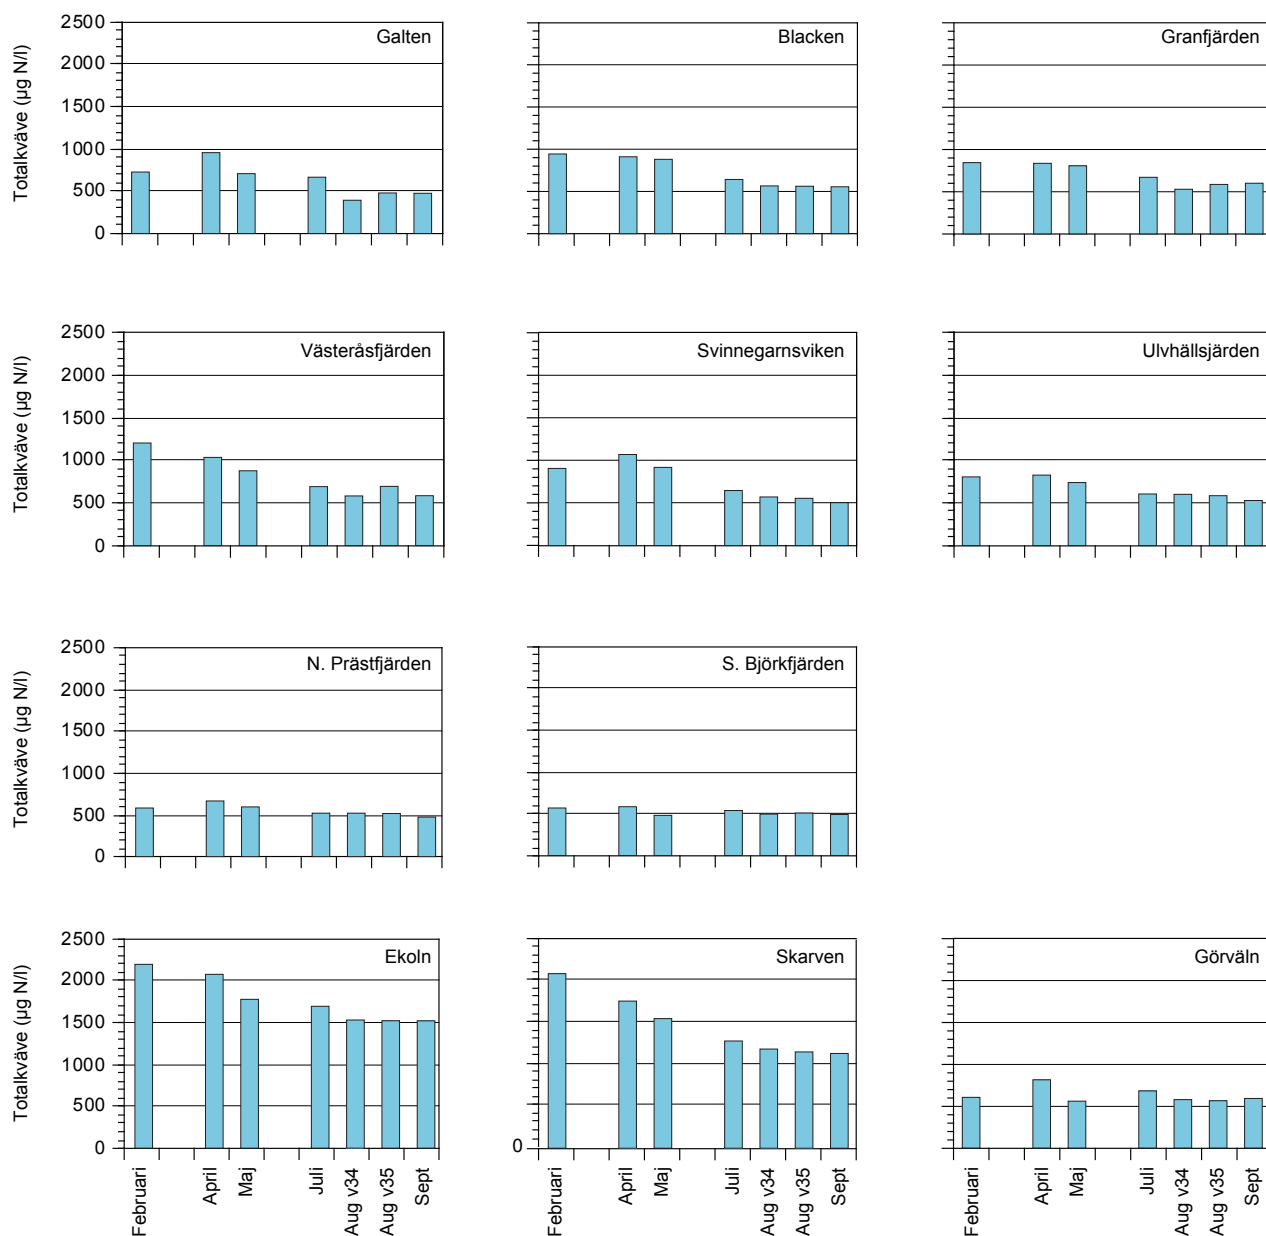 Totalkväve (µg N/l)
2500
2000
1500
1000
500
0
Galten
Blacken
Granfjärden
Totalkväve (µg N/l)
2500
2000
1500
1000
500
0
Västeråsfjärden
Svinnegarnsviken
Ulvhällsjärden
Totalkväve (µg N/l)
2500
2000
1500
1000
500
0
N. Prästfjärden
S. Björkfjärden
Totalkväve (µg N/l)
2500
2000
1500
1000
500
0
Ekoln
Skarven
0
Görväln
Februari
April
Maj
Juli
Aug v34
Aug v35
Sept
Februari
April
Maj
Juli
Aug v34
Aug v35
Sept
Februari
April
Maj
Juli
Aug v34
Aug v35
Sept